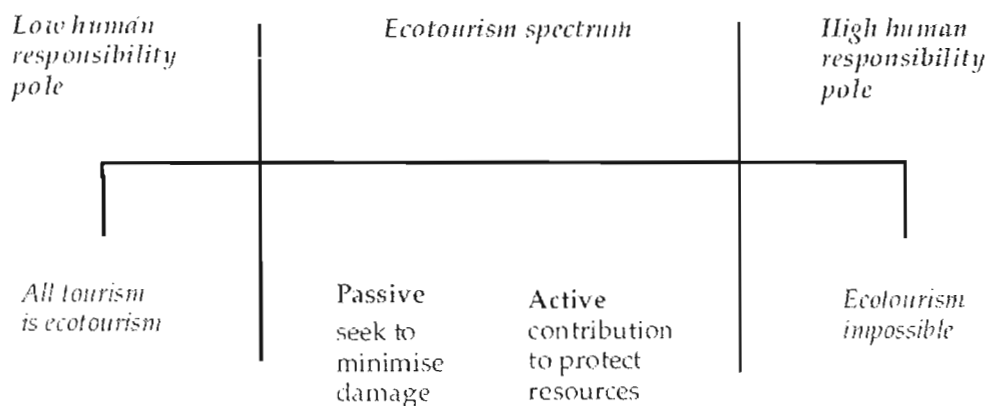 Low human
responsibility
pole
Ecotourism spectrum
High human
responsibility
pole
All tourism
is ecotourism
Passive
seek to
minimise
damage
Active
contribution
to protect
resources
Ecotourism
impossible